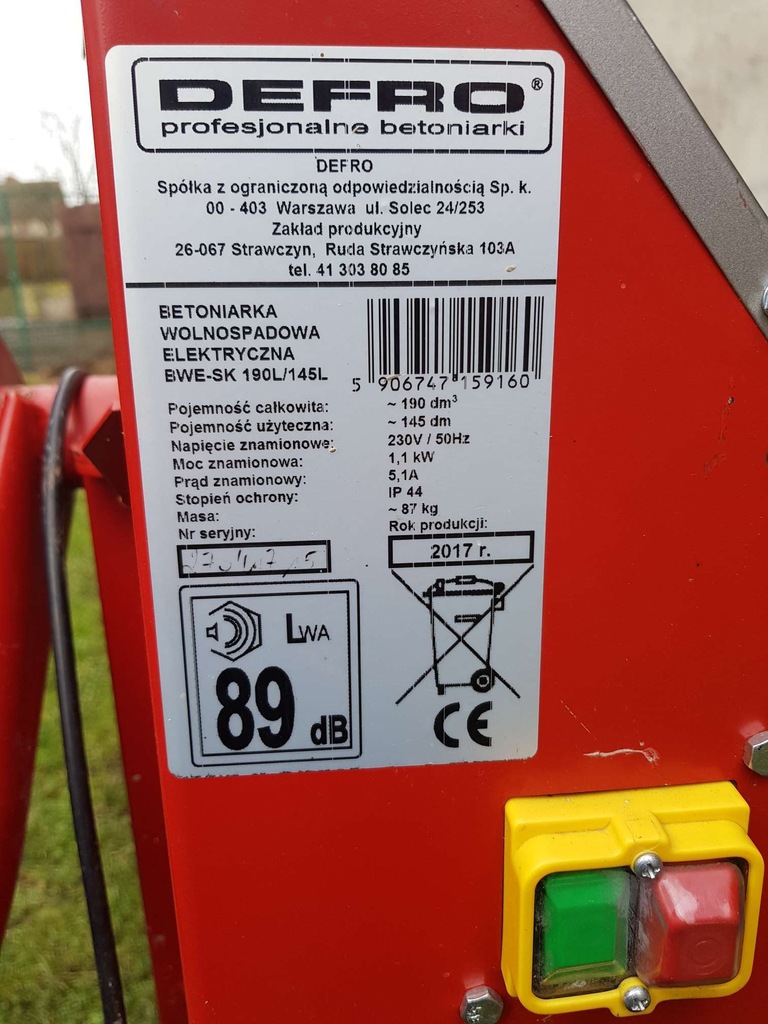 DEFRO®
profesjonalne betoniarki
DEFRO
Spółka z ograniczoną odpowiedzialnością Sp. k.
00 - 403 Warszawa ul. Solec 24/253
Zakład produkcyjny
26-067 Strawczyn, Ruda Strawczyńska 103A
tel. 41 303 80 85
BETONIARKA
WOLNOSPADOWA
ELEKTRYCZNA
BWE-SK 190L/145L
5 906747 159160
Pojemność całkowita: ~ 190 dm³
Pojemność użyteczna: ~ 145 dm
Napięcie znamionowe: 230V / 50Hz
Moc znamionowa: 1,1 kW
Prąd znamionowy: 5,1A
Stopień ochrony: IP 44
Masa: ~ 87 kg
Nr seryjny: Rok produkcji:
2017 r.
LWA
89 dB
CE